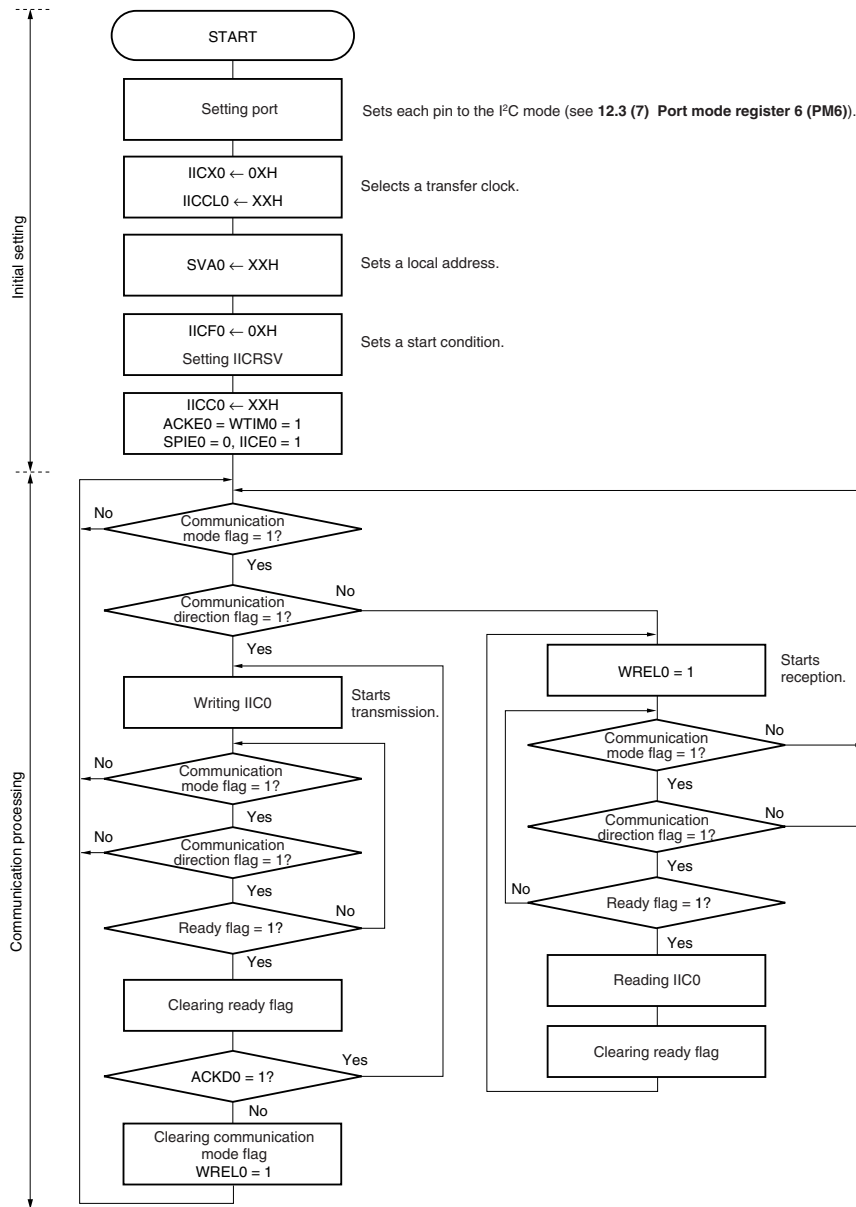 START
Setting port
Sets each pin to the I²C mode (see 12.3 (7) Port mode register 6 (PM6)).
IICX0 ← 0XH
IICCL0 ← XXH
Selects a transfer clock.
SVA0 ← XXH
Sets a local address.
IICF0 ← 0XH
Setting IICRSV
Sets a start condition.
IICC0 ← XXH
ACKE0 = WTIM0 = 1
SPIE0 = 0, IICE0 = 1
Initial setting
Communication processing
No
Communication
mode flag = 1?
Yes
Communication
direction flag = 1?
No
Yes
Writing IIC0
Starts
transmission.
No
Communication
mode flag = 1?
Yes
No
Communication
direction flag = 1?
Yes
Ready flag = 1?
No
Yes
Clearing ready flag
ACKD0 = 1?
Yes
No
Clearing communication
mode flag
WREL0 = 1
WREL0 = 1
Starts
reception.
Communication
mode flag = 1?
No
Yes
Communication
direction flag = 1?
No
Yes
No
Ready flag = 1?
Yes
Reading IIC0
Clearing ready flag